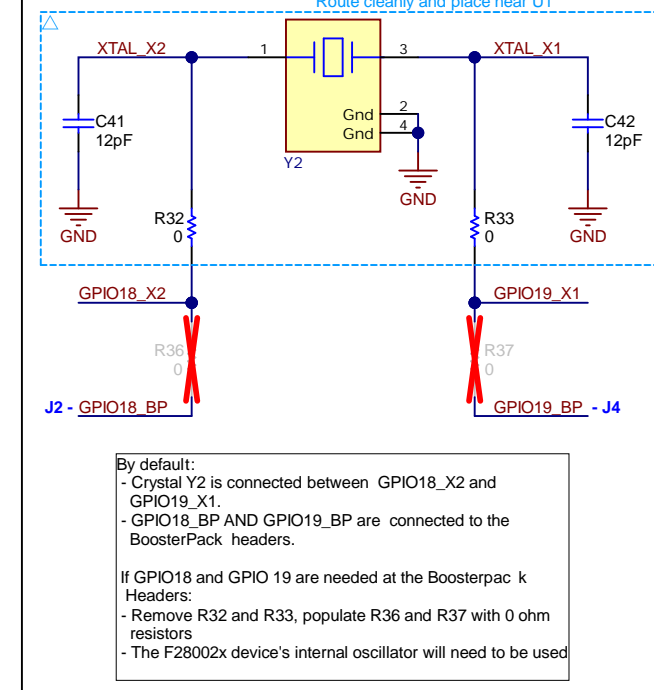 Route cleanly and place near U1
XTAL_X2
1
3
XTAL_X1
C41
12pF
Gnd 2
Gnd 4
C42
12pF
Y2
GND
R32
0
R33
0
GND
GND
GPIO18_X2
GPIO19_X1
R36
0
R37
0
J2 - GPIO18_BP
GPIO19_BP - J4
By default:
- Crystal Y2 is connected between GPIO18_X2 and
GPIO19_X1.
- GPIO18_BP AND GPIO19_BP are connected to the
BoosterPack headers.
If GPIO18 and GPIO 19 are needed at the Boosterpac k
Headers:
- Remove R32 and R33, populate R36 and R37 with 0 ohm
resistors
- The F28002x device's internal oscillator will need to be used